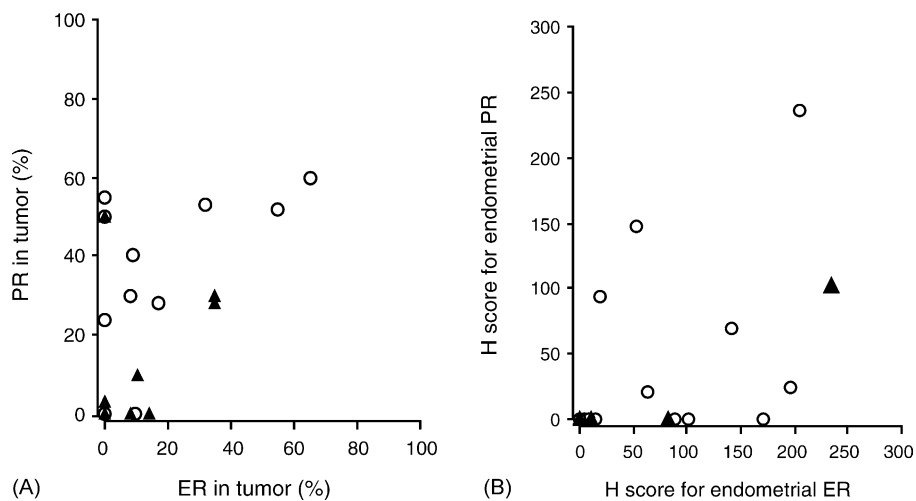 100
80
60
40
20
0
0 20 40 60 80 100
PR in tumor (%)
(A) ER in tumor (%)
300
250
200
150
100
50
0
0 50 100 150 200 250 300
H score for endometrial PR
(B) H score for endometrial ER